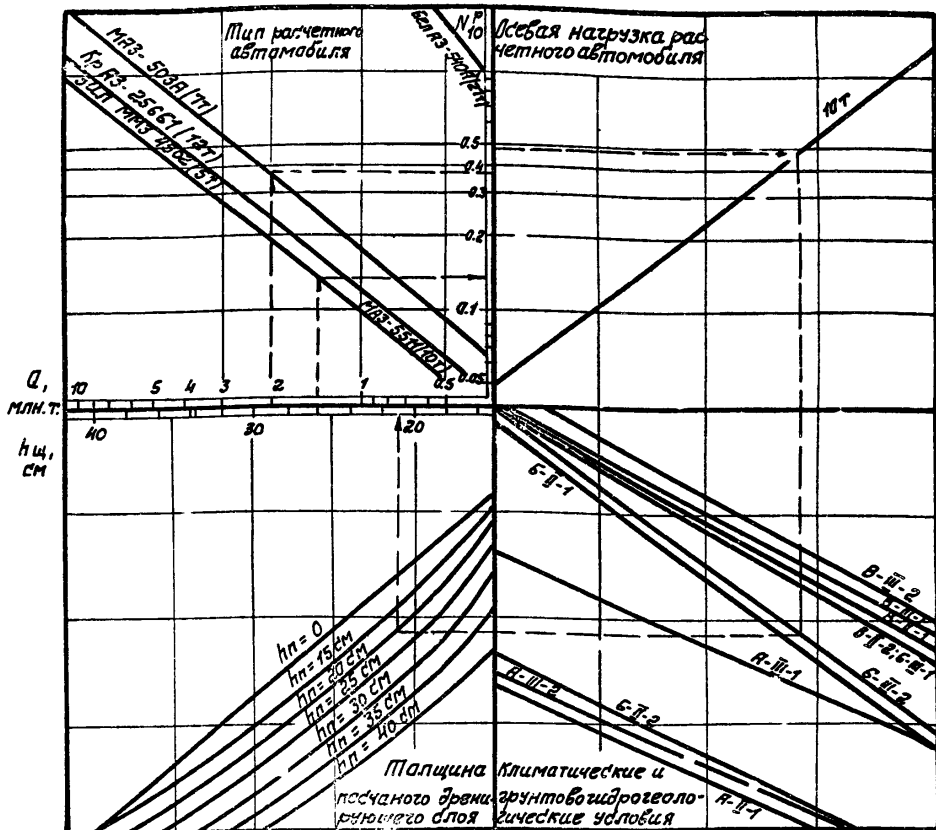 Тип расчетного
автомобиля
N р 10
Осевая нагрузка рас
четного автомобиля
МАЗ-503А (7т)
КрАЗ-256Б1 (12т)
ЗИЛ ММЗ 4502 (5т)
МАЗ-5511 (10т)
БелАЗ-540А (27т)
10т
0.5
0.4
0.3
0.2
0.1
0.05
Q,
млн.т.
10 5 4 3 2 1 0.5
hщ,
см
40 30 20
Б-II-1
В-III-2
В-II-2; Б-III-1
А-III-1
Б-III-2
А-III-2
Б-II-2
А-II-1
hп = 0
hп = 15 см
hп = 20 см
hп = 25 см
hп = 30 см
hп = 35 см
hп = 40 см
Толщина
песчаного дрени-
рующего слоя
Климатические и
грунтовогидрогеоло-
гические условия